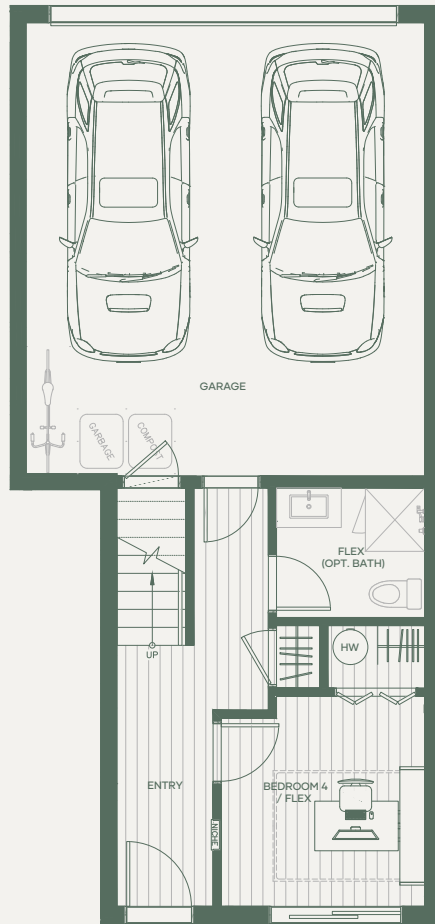 GARAGE
GARBAGE
COMPOST
FLEX
(OPT. BATH)
HW
UP
ENTRY
BEDROOM 4
/ FLEX
NICHE